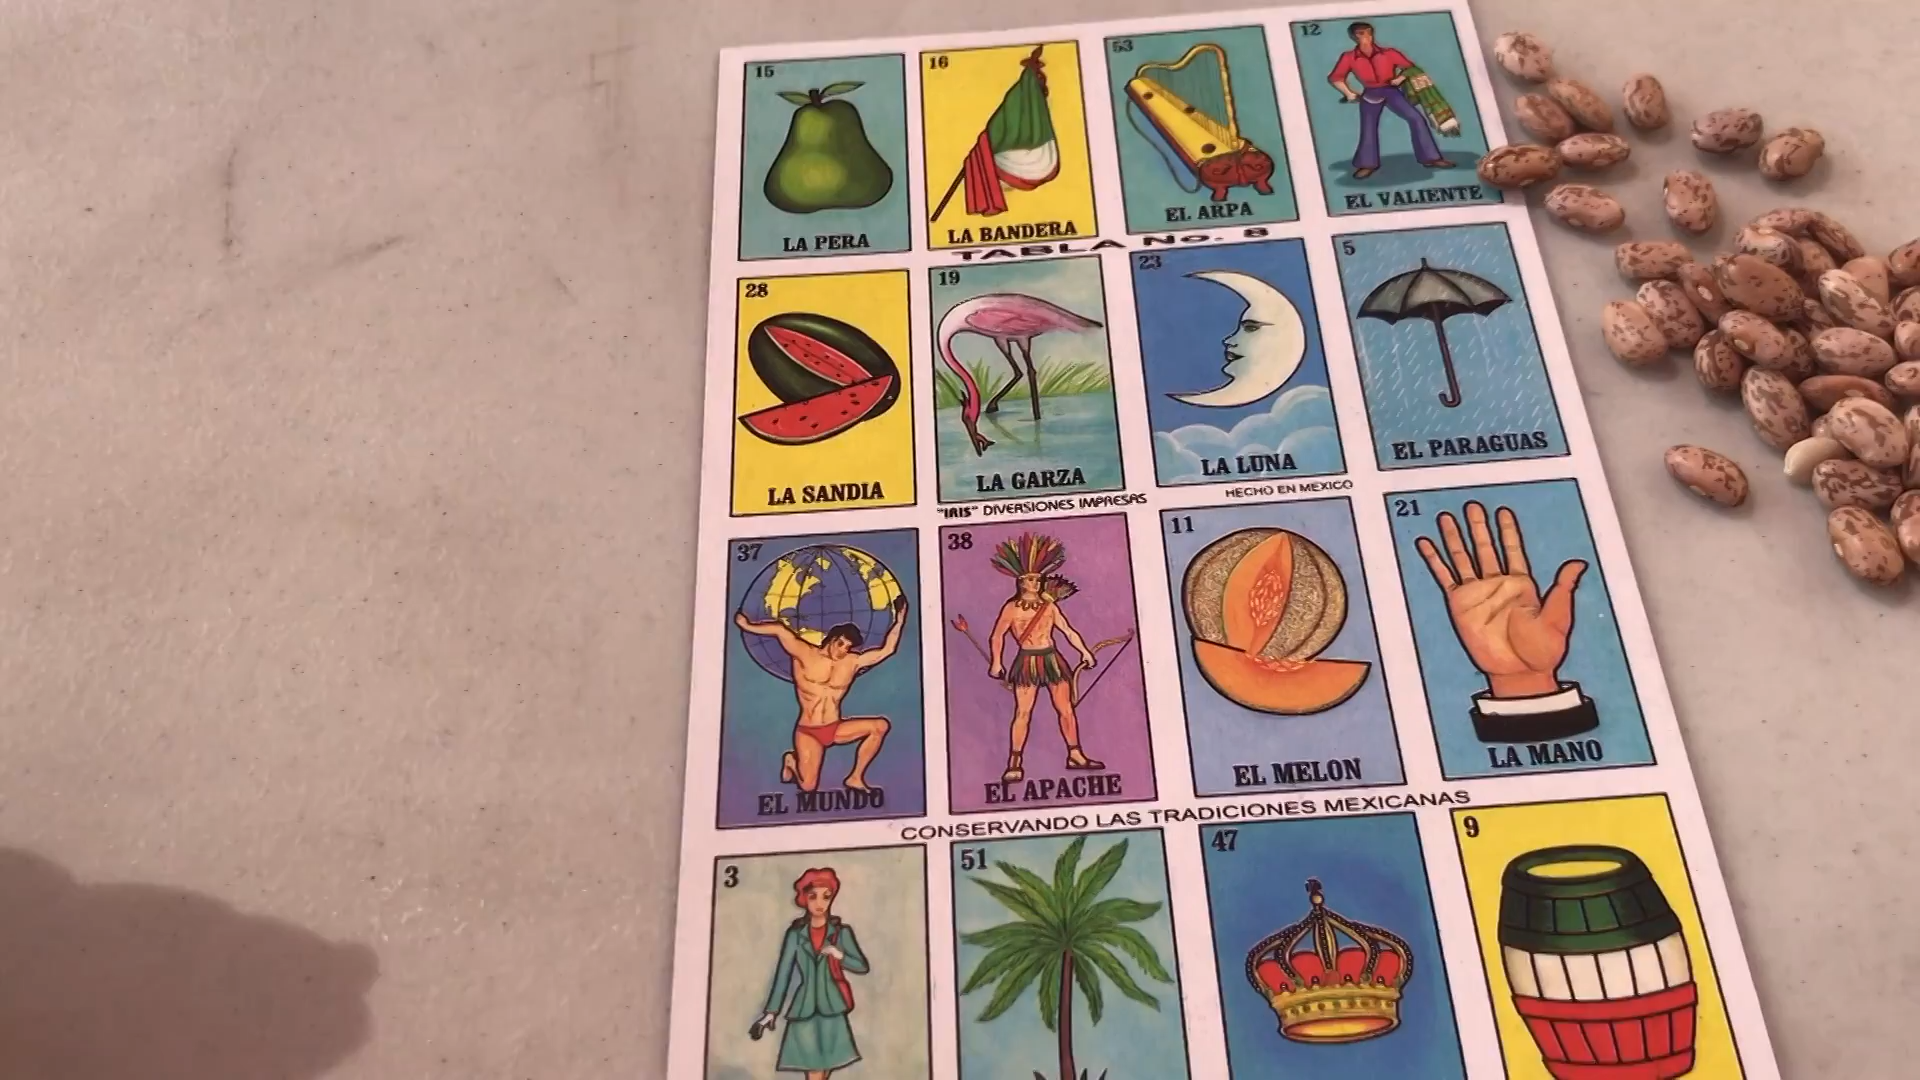 15
16
53
12
LA PERA
LA BANDERA
EL ARPA
EL VALIENTE
TABLA No. 8
28
19
23
5
LA SANDIA
LA GARZA
LA LUNA
EL PARAGUAS
"IRIS" DIVERSIONES IMPRESAS
HECHO EN MEXICO
37
38
11
21
EL MUNDO
EL APACHE
EL MELON
LA MANO
CONSERVANDO LAS TRADICIONES MEXICANAS
3
51
47
9